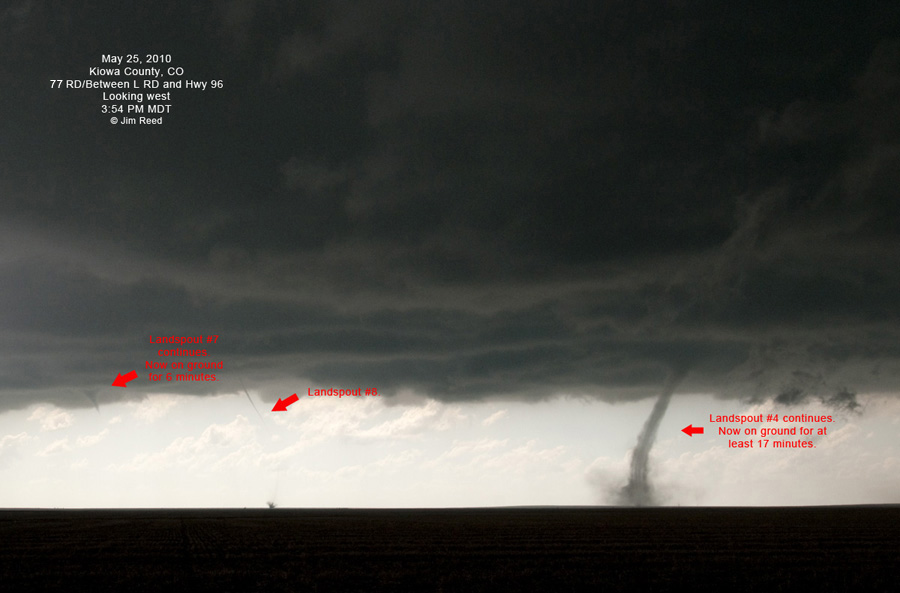 May 25, 2010
Kiowa County, CO
77 RD/Between L RD and Hwy 96
Looking west
3:54 PM MDT
© Jim Reed
Landspout #7
continues.
Now on ground
for 6 minutes.
Landspout #6.
Landspout #4 continues.
Now on ground for at
least 17 minutes.